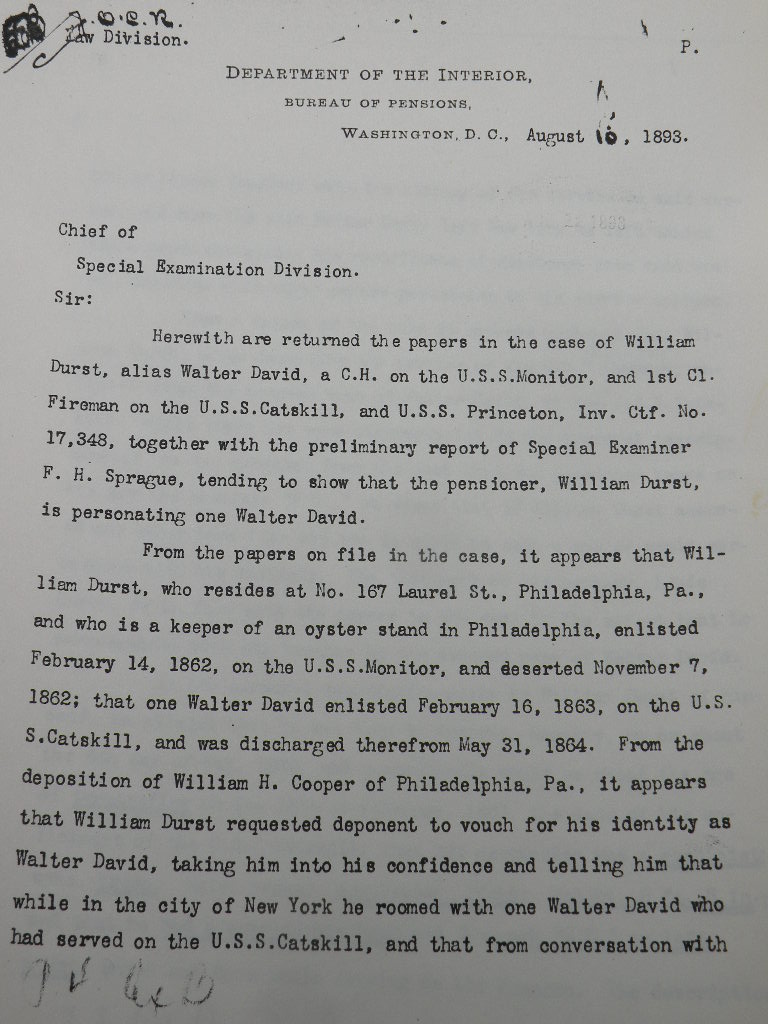 J.O.C.R.
Law Division.
P.
DEPARTMENT OF THE INTERIOR,
BUREAU OF PENSIONS,
WASHINGTON, D. C., August 16, 1893.
1893
Chief of
Special Examination Division.
Sir:
Herewith are returned the papers in the case of William
Durst, alias Walter David, a C.H. on the U.S.S.Monitor, and 1st Cl.
Fireman on the U.S.S.Catskill, and U.S.S. Princeton, Inv. Ctf. No.
17,348, together with the preliminary report of Special Examiner
F. H. Sprague, tending to show that the pensioner, William Durst,
is personating one Walter David.
From the papers on file in the case, it appears that Wil-
liam Durst, who resides at No. 167 Laurel St., Philadelphia, Pa.,
and who is a keeper of an oyster stand in Philadelphia, enlisted
February 14, 1862, on the U.S.S.Monitor, and deserted November 7,
1862; that one Walter David enlisted February 16, 1863, on the U.S.
S.Catskill, and was discharged therefrom May 31, 1864. From the
deposition of William H. Cooper of Philadelphia, Pa., it appears
that William Durst requested deponent to vouch for his identity as
Walter David, taking him into his confidence and telling him that
while in the city of New York he roomed with one Walter David who
had served on the U.S.S.Catskill, and that from conversation with